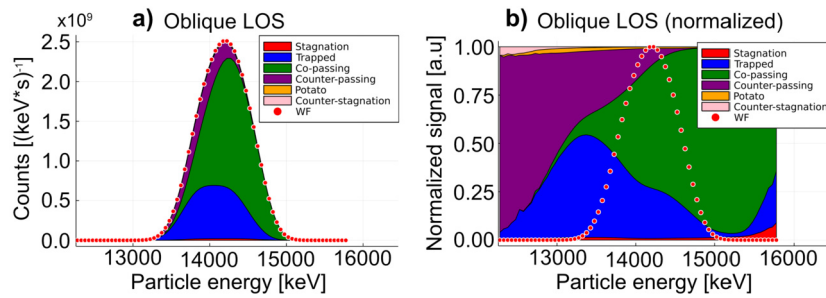 a) Oblique LOS
×10⁹
2.5
2.0
1.5
1.0
0.5
0.0
Counts [(keV*s)⁻¹]
Stagnation
Trapped
Co-passing
Counter-passing
Potato
Counter-stagnation
WF
13000 14000 15000 16000
Particle energy [keV]
b) Oblique LOS (normalized)
1.00
0.75
0.50
0.25
0.00
Normalized signal [a.u]
Stagnation
Trapped
Co-passing
Counter-passing
Potato
Counter-stagnation
WF
13000 14000 15000 16000
Particle energy [keV]